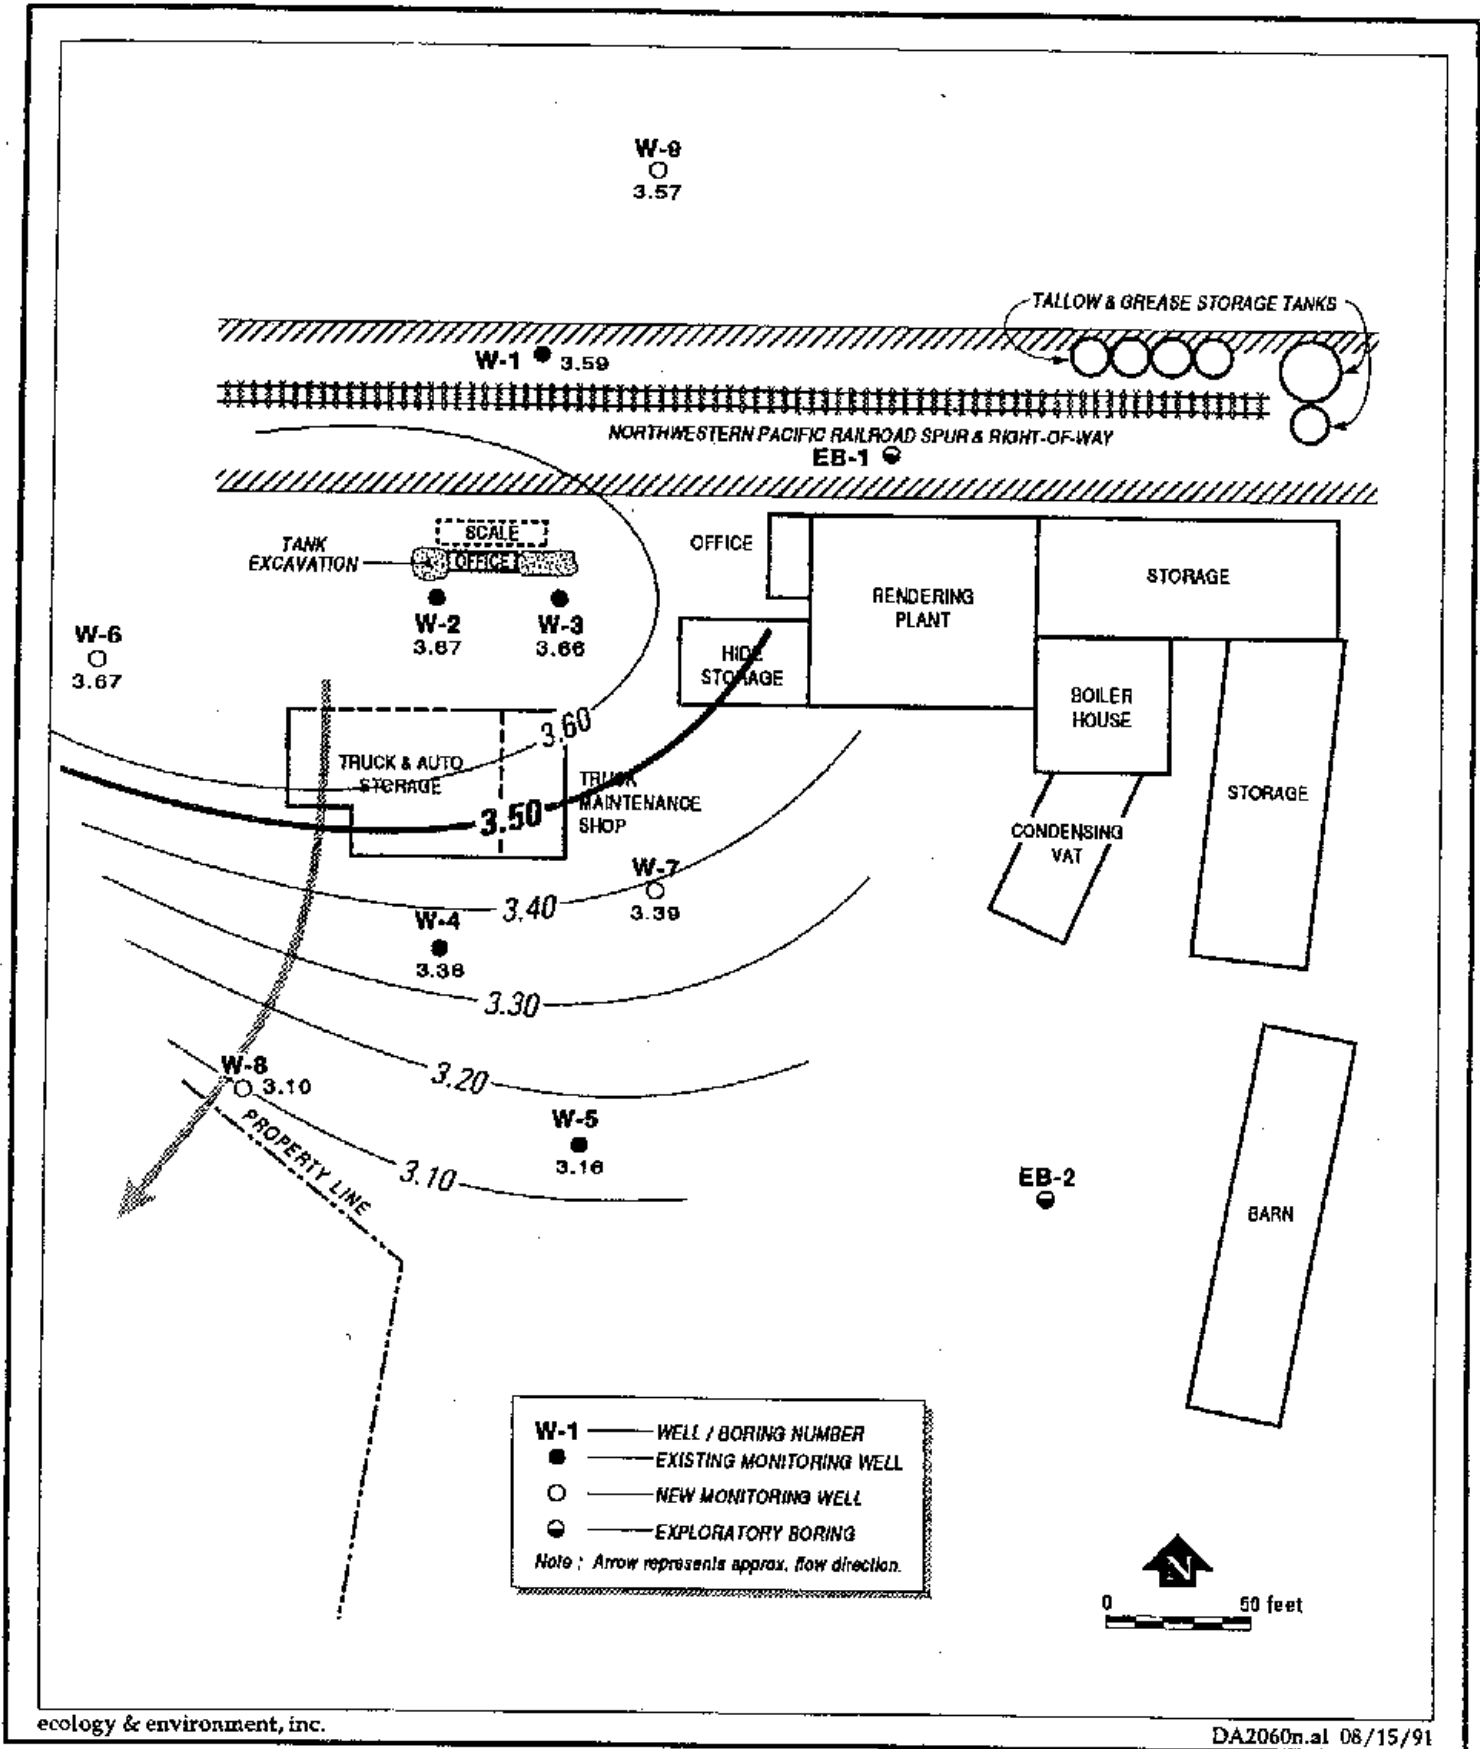 W-9
3.57
TALLOW & GREASE STORAGE TANKS
W-1 3.59
NORTHWESTERN PACIFIC RAILROAD SPUR & RIGHT-OF-WAY
EB-1
SCALE
TANK
EXCAVATION
OFFICE
OFFICE
RENDERING
PLANT
STORAGE
W-2
3.67
W-3
3.66
W-6
3.67
HIDE
STORAGE
BOILER
HOUSE
3.60
TRUCK & AUTO
STORAGE
TRUCK
MAINTENANCE
SHOP
3.50
STORAGE
CONDENSING
VAT
W-7
3.39
3.40
W-4
3.38
3.30
3.20
W-8
3.10
PROPERTY LINE
W-5
3.16
3.10
EB-2
BARN
W-1 WELL / BORING NUMBER
EXISTING MONITORING WELL
NEW MONITORING WELL
EXPLORATORY BORING
Note : Arrow represents approx. flow direction.
N
0 50 feet
ecology & environment, inc.
DA2060n.al 08/15/91